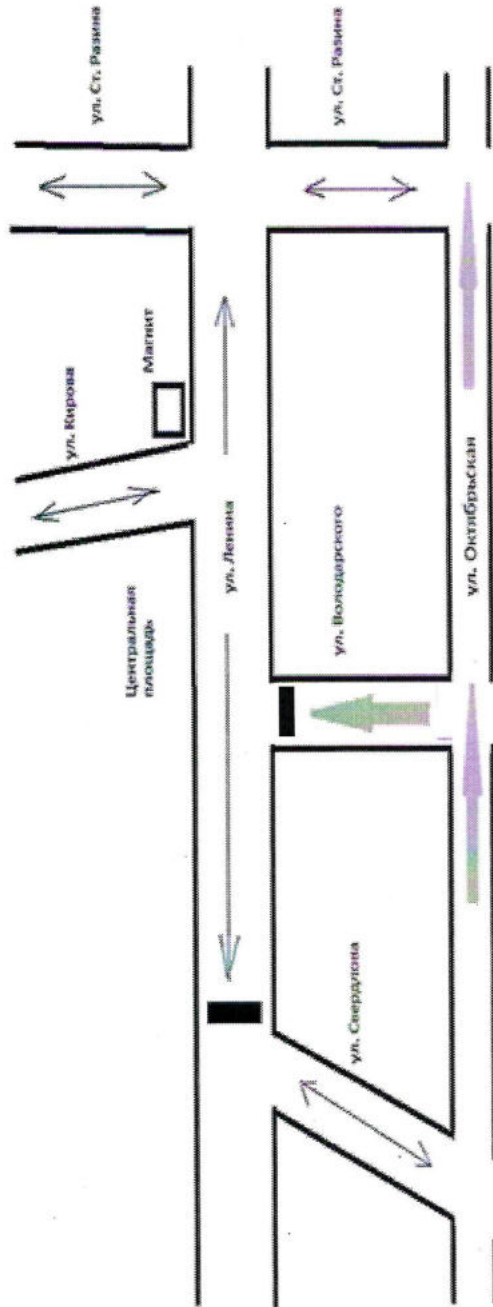 ул. Ст. Разина
ул. Ст. Разина
ул. Кирова
Магнит
ул. Ленина
Центральная
площадь
ул. Володарского
ул. Октябрьская
ул. Свердлова